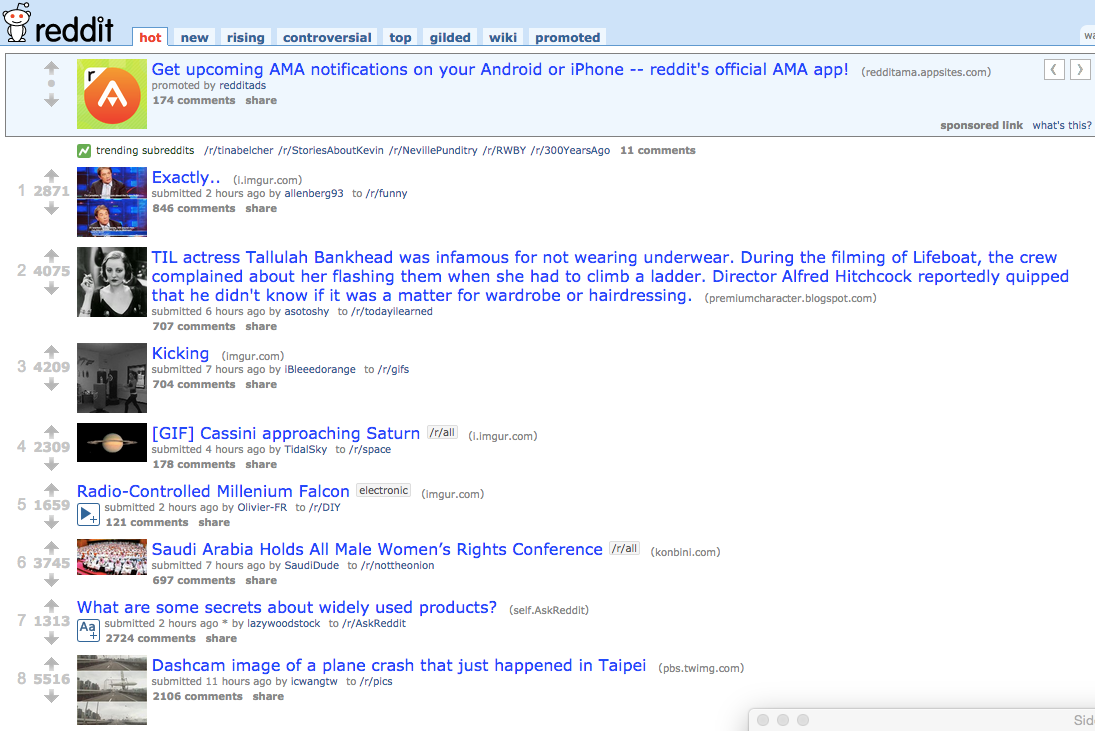 reddit hot new rising controversial top gilded wiki promoted
Get upcoming AMA notifications on your Android or iPhone -- reddit's official AMA app! (redditama.appsites.com)
promoted by redditads
174 comments share
sponsored link what's this?
trending subreddits /r/tinabelcher /r/StoriesAboutKevin /r/NevillePunditry /r/RWBY /r/300YearsAgo 11 comments
Exactly.. (i.imgur.com)
1 2871 submitted 2 hours ago by allenberg93 to /r/funny
846 comments share
TIL actress Tallulah Bankhead was infamous for not wearing underwear. During the filming of Lifeboat, the crew
2 4075 complained about her flashing them when she had to climb a ladder. Director Alfred Hitchcock reportedly quipped
that he didn't know if it was a matter for wardrobe or hairdressing. (premiumcharacter.blogspot.com)
submitted 6 hours ago by asotoshy to /r/todayilearned
707 comments share
Kicking (imgur.com)
3 4209 submitted 7 hours ago by iBleeedorange to /r/gifs
704 comments share
[GIF] Cassini approaching Saturn /r/all (i.imgur.com)
4 2309 submitted 4 hours ago by TidalSky to /r/space
178 comments share
Radio-Controlled Millenium Falcon electronic (imgur.com)
5 1659 submitted 2 hours ago by Olivier-FR to /r/DIY
121 comments share
Saudi Arabia Holds All Male Women’s Rights Conference /r/all (konbini.com)
6 3745 submitted 7 hours ago by SaudiDude to /r/nottheonion
697 comments share
What are some secrets about widely used products? (self.AskReddit)
7 1313 Aa submitted 2 hours ago * by lazywoodstock to /r/AskReddit
2724 comments share
Dashcam image of a plane crash that just happened in Taipei (pbs.twimg.com)
8 5516 submitted 11 hours ago by icwangtw to /r/pics
2106 comments share